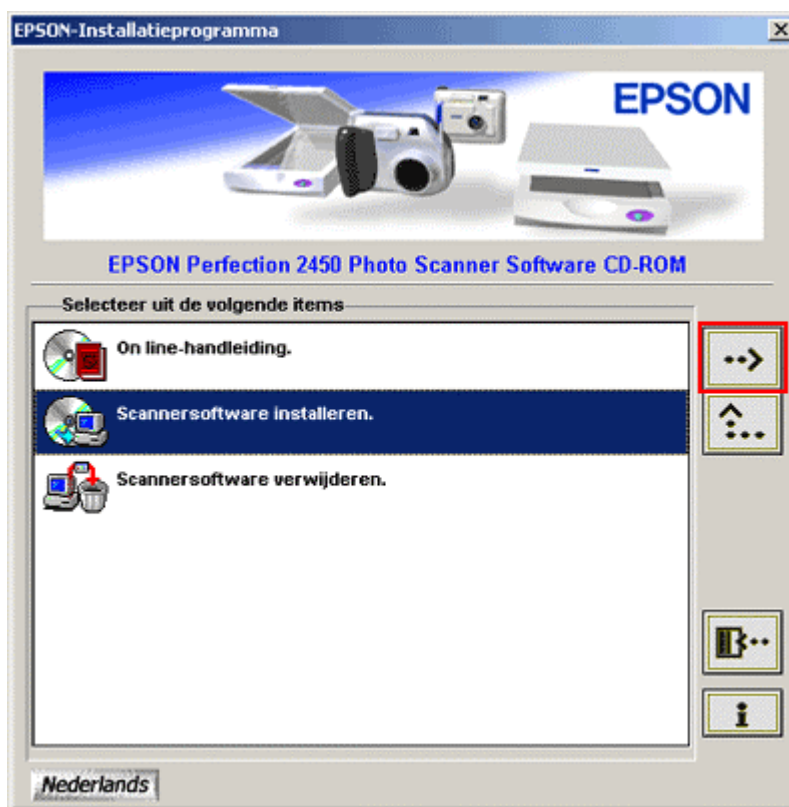 EPSON-Installatieprogramma
EPSON
EPSON Perfection 2450 Photo Scanner Software CD-ROM
Selecteer uit de volgende items
On line-handleiding.
Scannersoftware installeren.
Scannersoftware verwijderen.
Nederlands